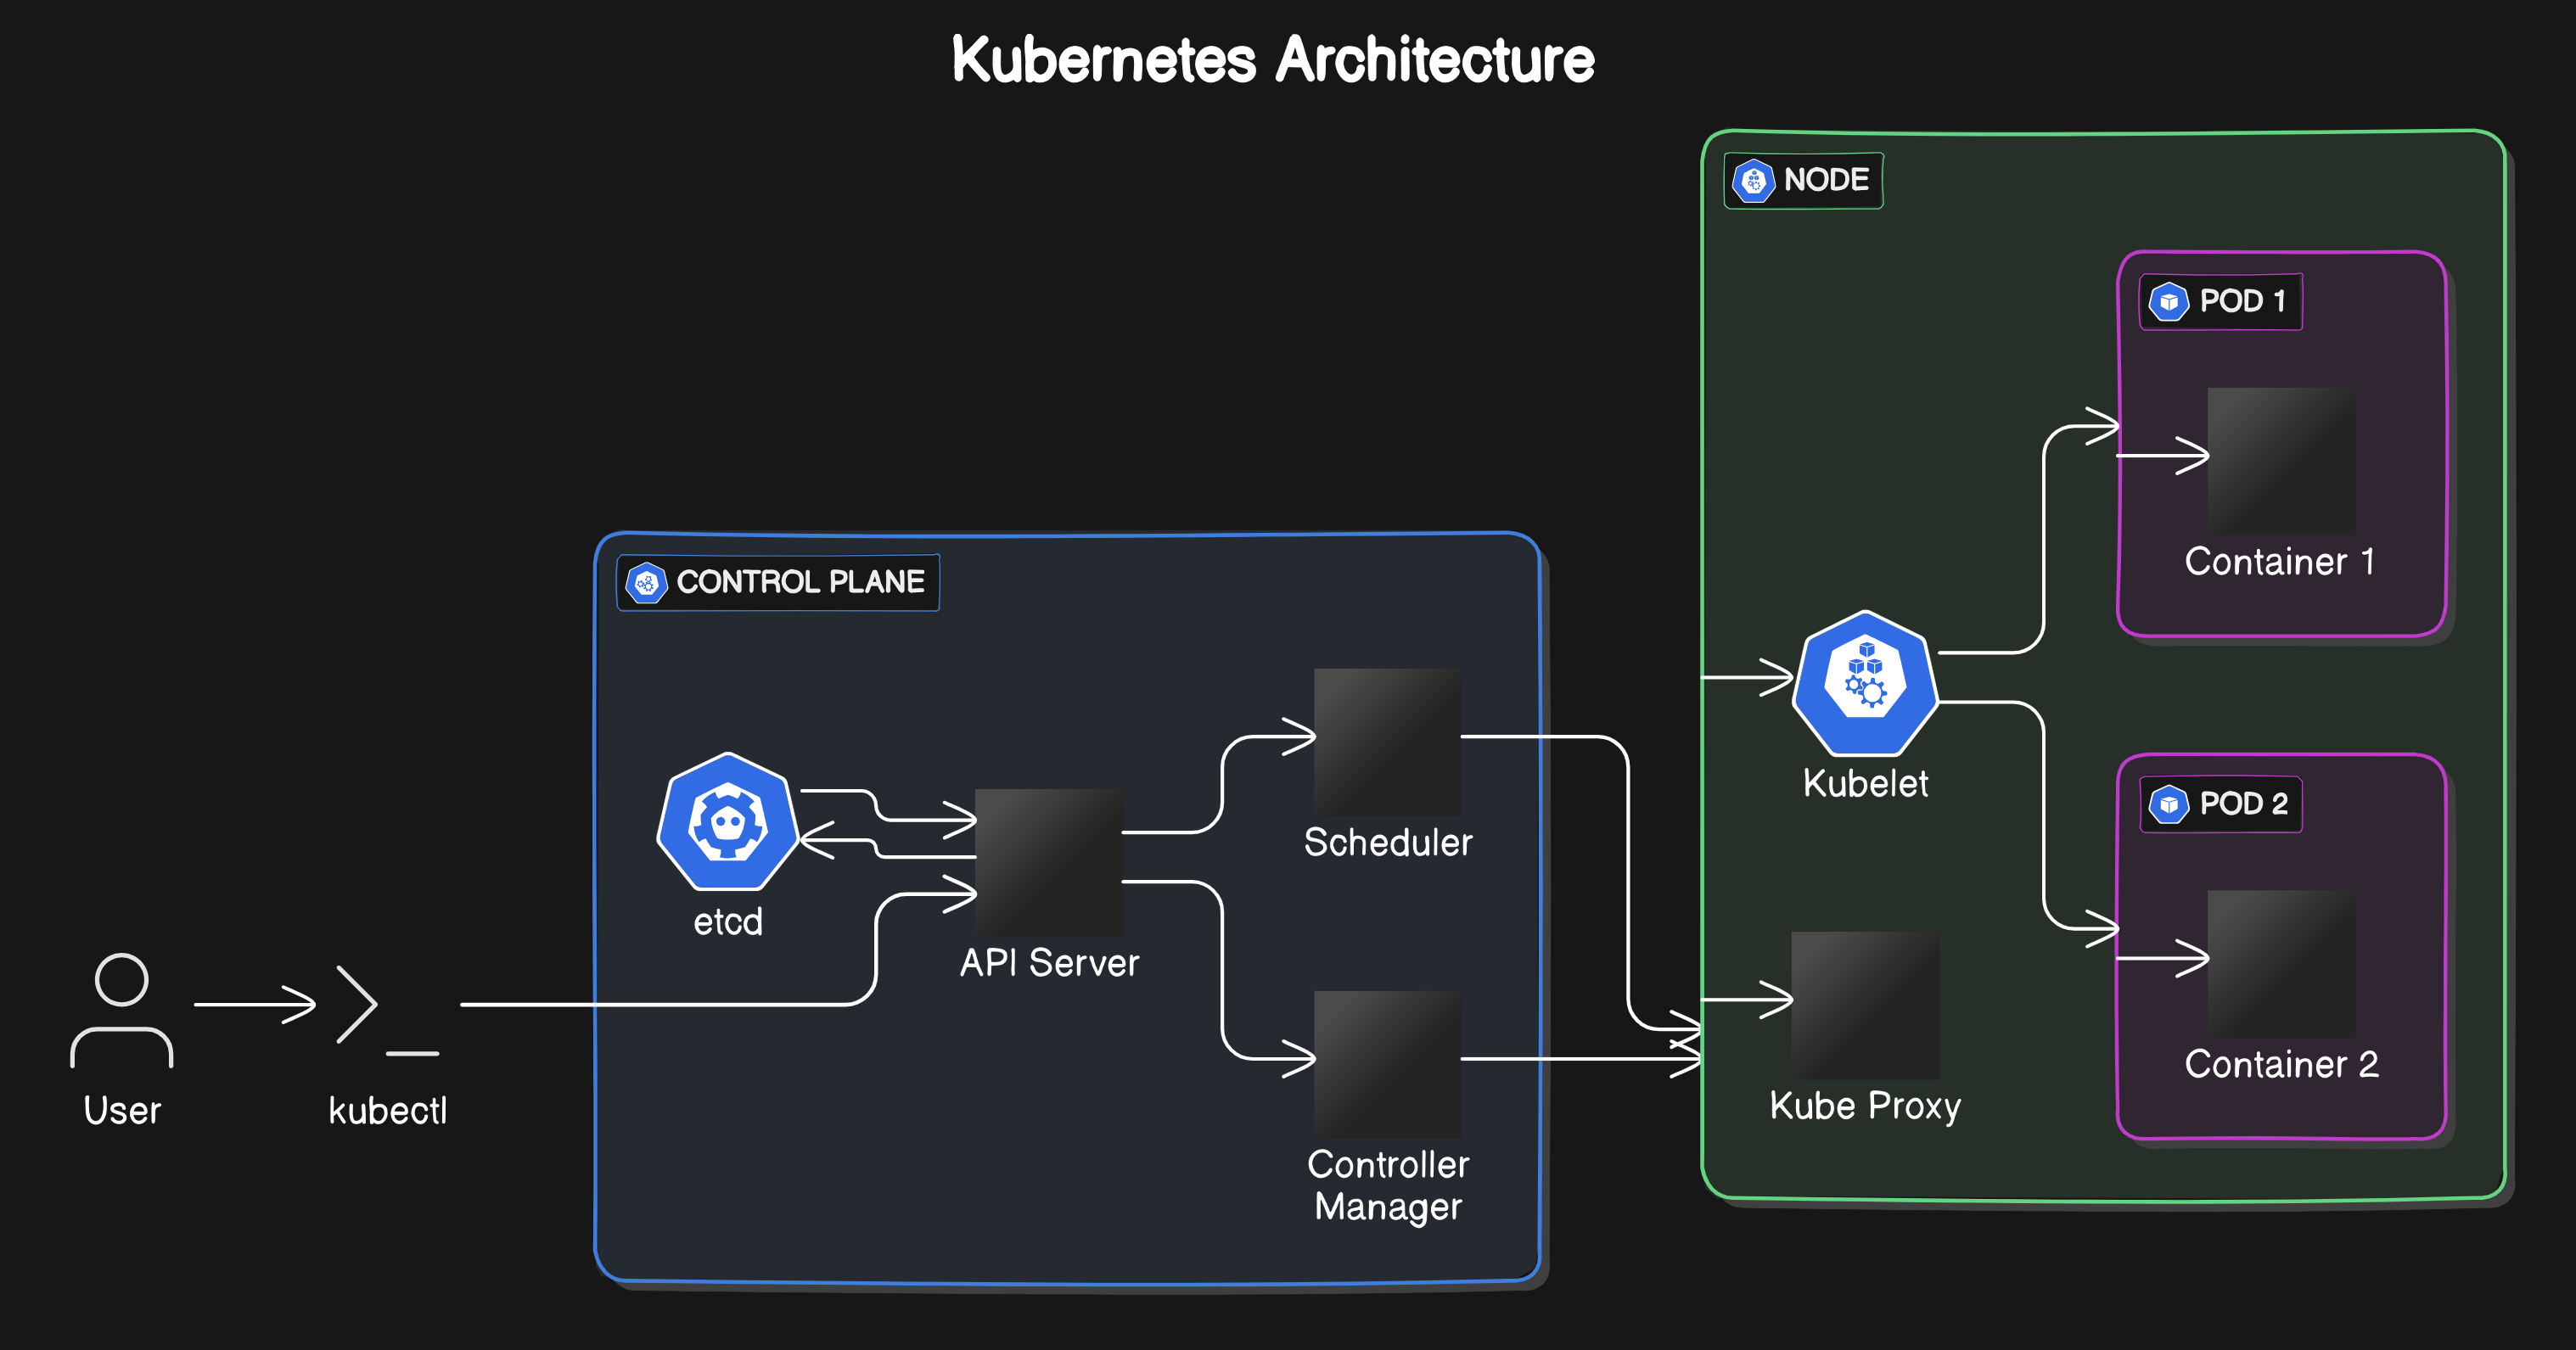 Kubernetes Architecture
NODE
POD 1
Container 1
CONTROL PLANE
Kubelet
POD 2
Scheduler
etcd
API Server
Container 2
User
kubectl
Kube Proxy
Controller
Manager